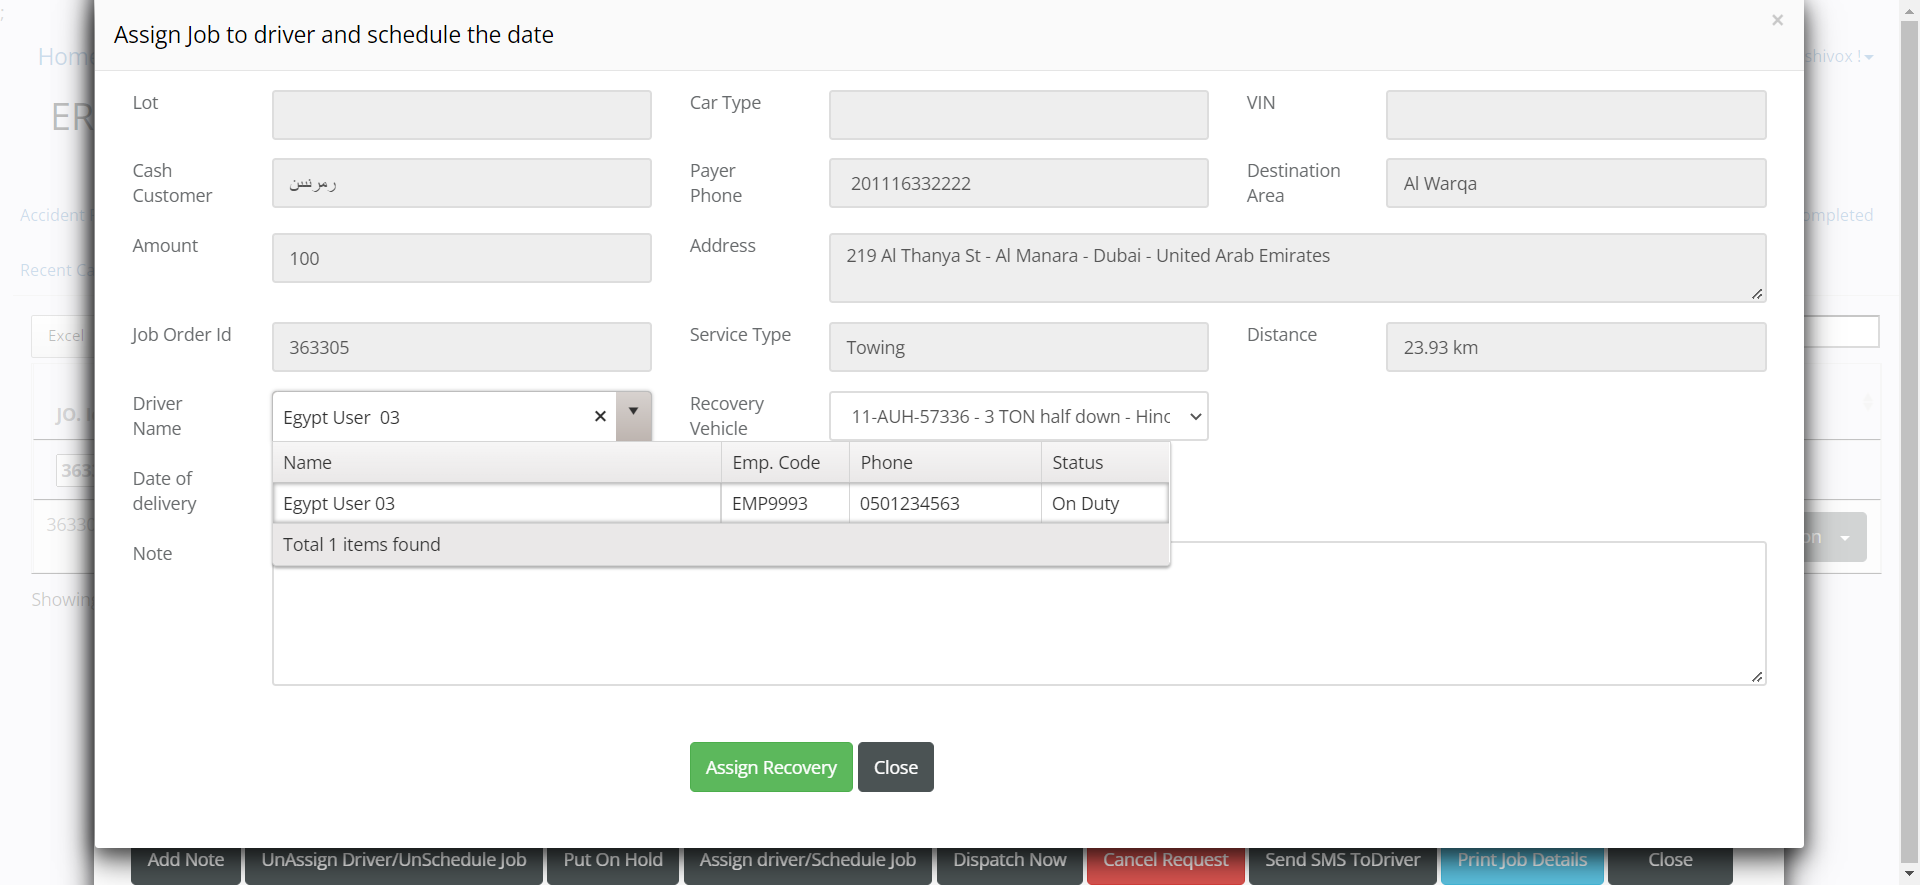 ;
Assign Job to driver and schedule the date
×
Home
shivox !
ER
Lot
Car Type
VIN
Cash Customer
رمرنسن
Payer Phone
201116332222
Destination Area
Al Warqa
Accident
ompleted
Amount
100
Address
219 Al Thanya St - Al Manara - Dubai - United Arab Emirates
Recent Ca
Job Order Id
363305
Service Type
Towing
Distance
23.93 km
Excel
Driver Name
Egypt User 03
Recovery Vehicle
11-AUH-57336 - 3 TON half down - Hinc
JO. I
Name Emp. Code Phone Status
363
Date of delivery
Egypt User 03 EMP9993 0501234563 On Duty
36330
on
Total 1 items found
Note
Showing
Assign Recovery
Close
Add Note
UnAssign Driver/UnSchedule Job
Put On Hold
Assign driver/Schedule Job
Dispatch Now
Cancel Request
Send SMS ToDriver
Print Job Details
Close